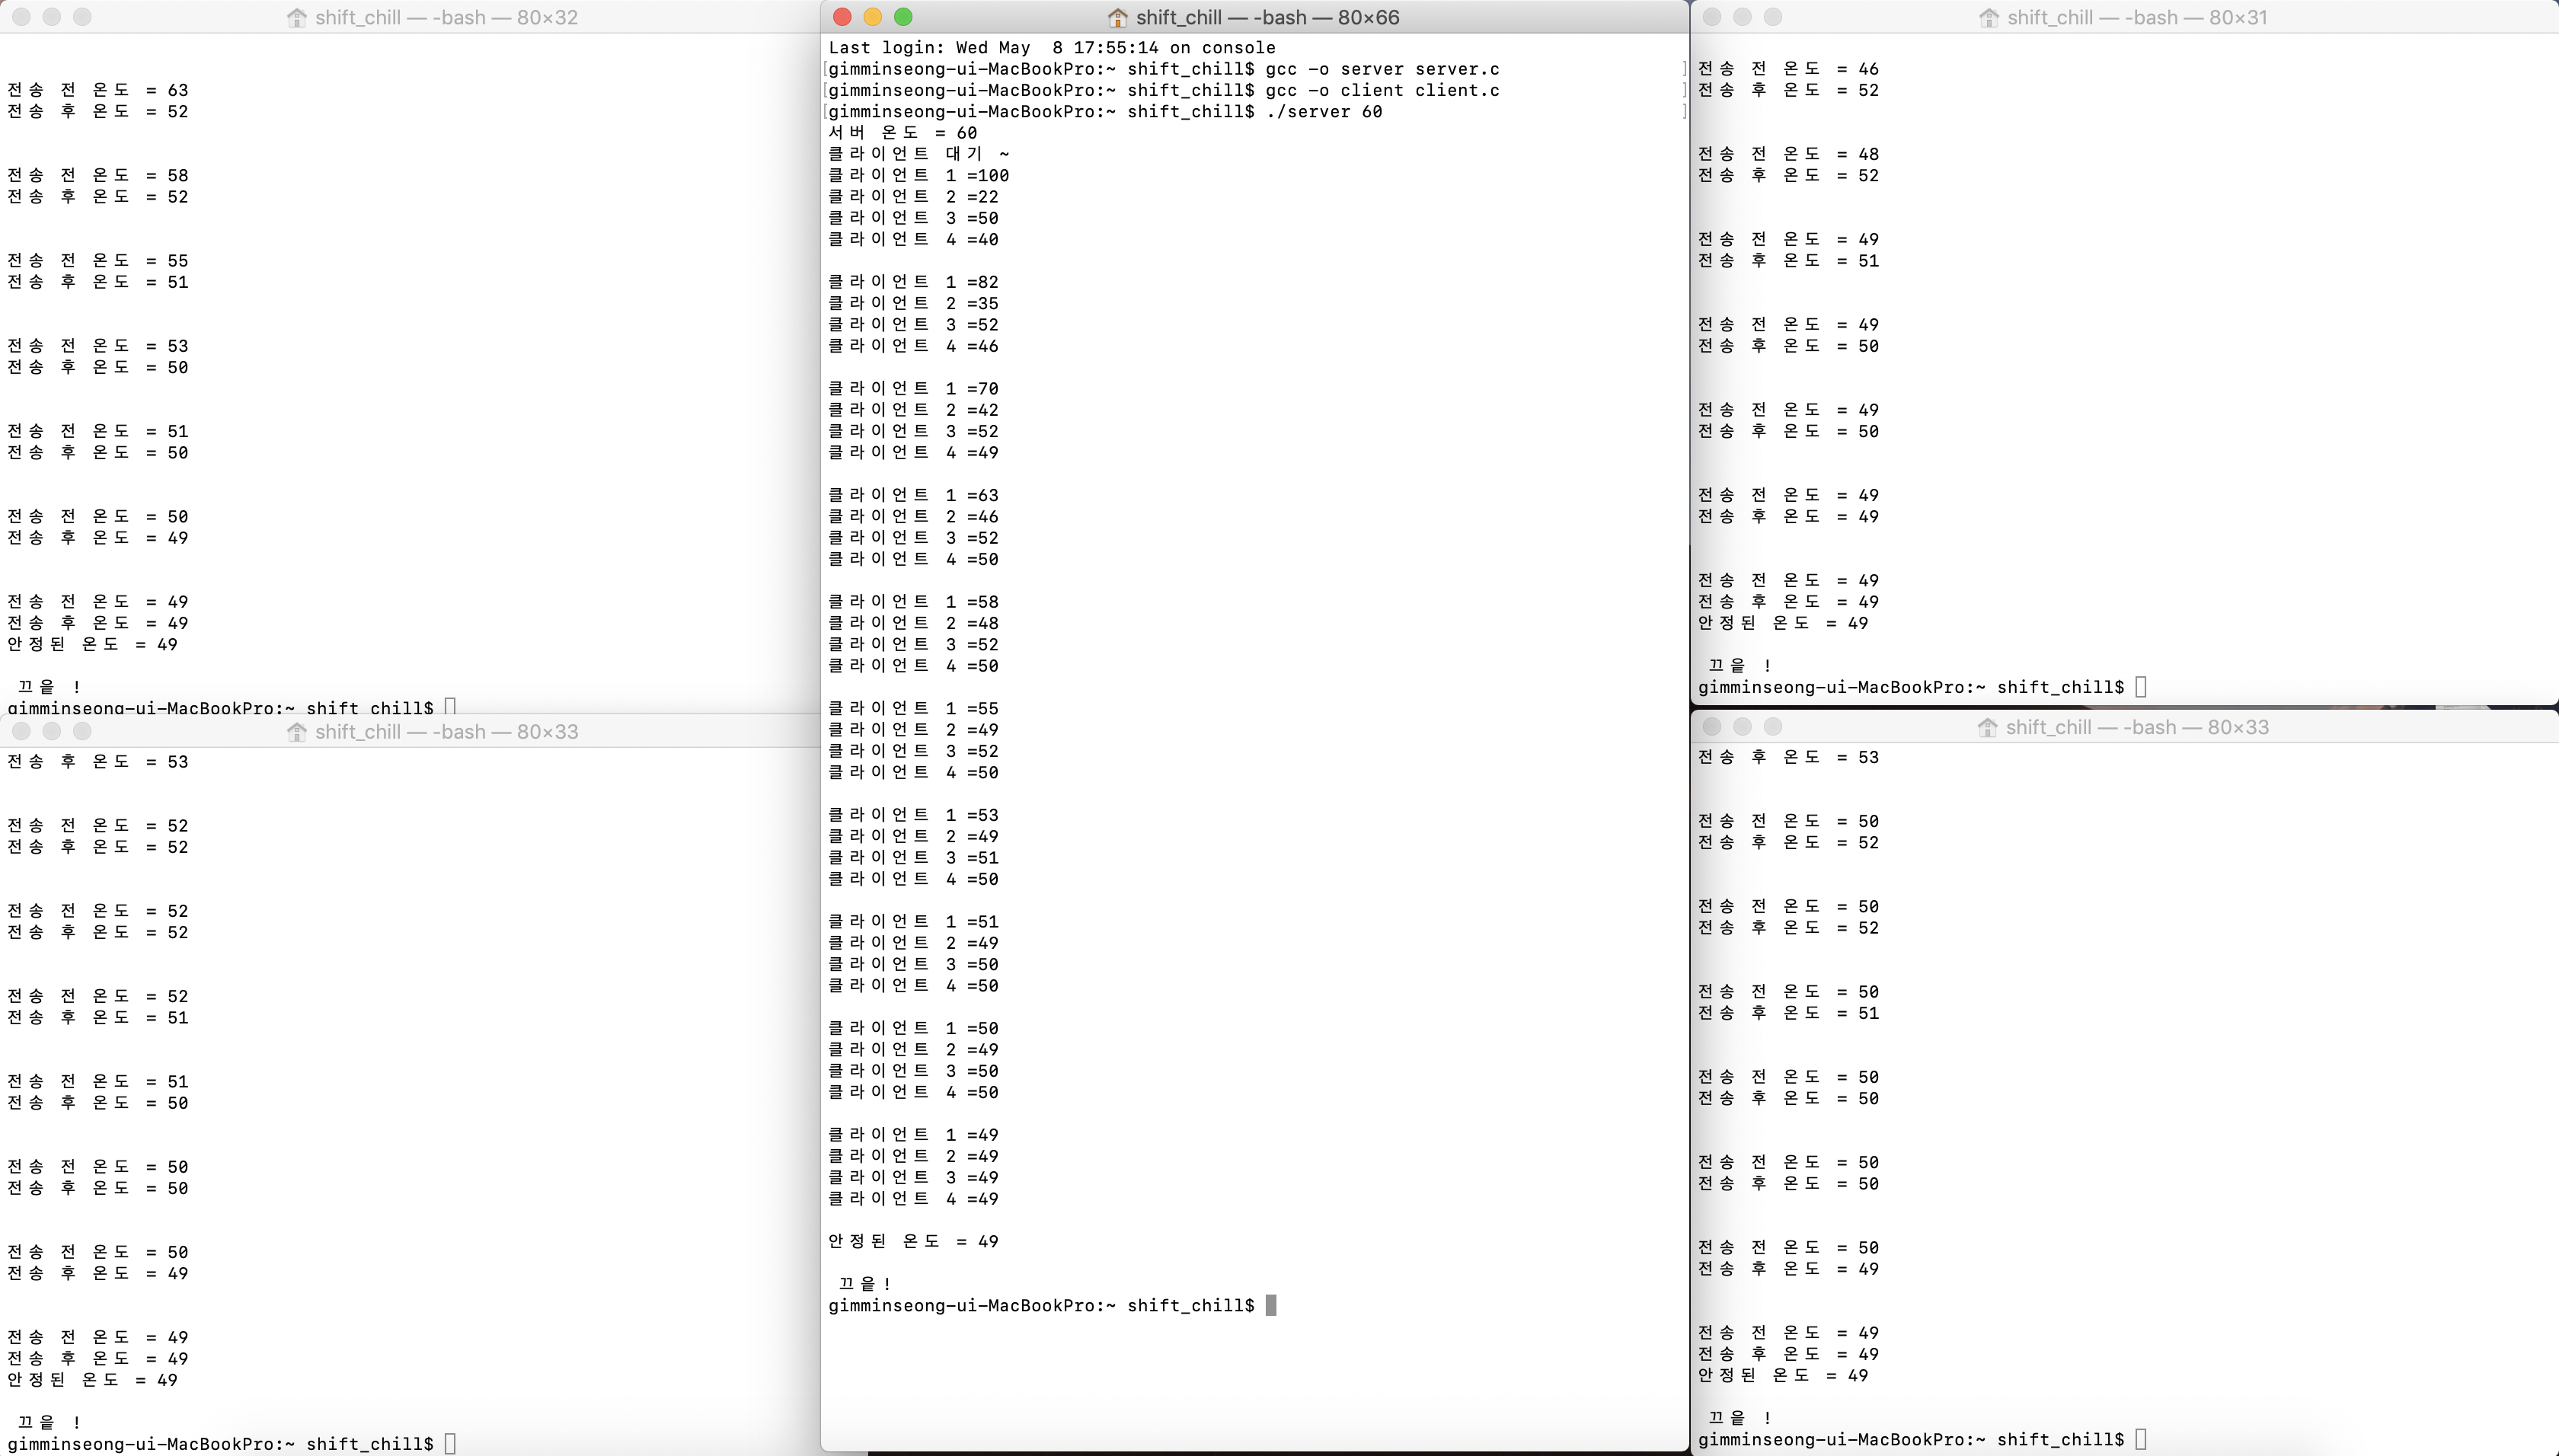 shift_chill — -bash — 80×32
전송 전 온도 = 63
전송 후 온도 = 52
전송 전 온도 = 58
전송 후 온도 = 52
전송 전 온도 = 55
전송 후 온도 = 51
전송 전 온도 = 53
전송 후 온도 = 50
전송 전 온도 = 51
전송 후 온도 = 50
전송 전 온도 = 50
전송 후 온도 = 49
전송 전 온도 = 49
전송 후 온도 = 49
안정된 온도 = 49
끄읕 !
gimminseong-ui-MacBookPro:~ shift_chill$
shift_chill — -bash — 80×33
전송 후 온도 = 53
전송 전 온도 = 52
전송 후 온도 = 52
전송 전 온도 = 52
전송 후 온도 = 52
전송 전 온도 = 52
전송 후 온도 = 51
전송 전 온도 = 51
전송 후 온도 = 50
전송 전 온도 = 50
전송 후 온도 = 50
전송 전 온도 = 50
전송 후 온도 = 49
전송 전 온도 = 49
전송 후 온도 = 49
안정된 온도 = 49
끄읕 !
gimminseong-ui-MacBookPro:~ shift_chill$
shift_chill — -bash — 80×66
Last login: Wed May  8 17:55:14 on console
[gimminseong-ui-MacBookPro:~ shift_chill$ gcc -o server server.c ]
[gimminseong-ui-MacBookPro:~ shift_chill$ gcc -o client client.c ]
[gimminseong-ui-MacBookPro:~ shift_chill$ ./server 60 ]
서버 온도 = 60
클라이언트 대기 ~
클라이언트 1 =100
클라이언트 2 =22
클라이언트 3 =50
클라이언트 4 =40
클라이언트 1 =82
클라이언트 2 =35
클라이언트 3 =52
클라이언트 4 =46
클라이언트 1 =70
클라이언트 2 =42
클라이언트 3 =52
클라이언트 4 =49
클라이언트 1 =63
클라이언트 2 =46
클라이언트 3 =52
클라이언트 4 =50
클라이언트 1 =58
클라이언트 2 =48
클라이언트 3 =52
클라이언트 4 =50
클라이언트 1 =55
클라이언트 2 =49
클라이언트 3 =52
클라이언트 4 =50
클라이언트 1 =53
클라이언트 2 =49
클라이언트 3 =51
클라이언트 4 =50
클라이언트 1 =51
클라이언트 2 =49
클라이언트 3 =50
클라이언트 4 =50
클라이언트 1 =50
클라이언트 2 =49
클라이언트 3 =50
클라이언트 4 =50
클라이언트 1 =49
클라이언트 2 =49
클라이언트 3 =49
클라이언트 4 =49
안정된 온도 = 49
끄읕!
gimminseong-ui-MacBookPro:~ shift_chill$
shift_chill — -bash — 80×31
전송 전 온도 = 46
전송 후 온도 = 52
전송 전 온도 = 48
전송 후 온도 = 52
전송 전 온도 = 49
전송 후 온도 = 51
전송 전 온도 = 49
전송 후 온도 = 50
전송 전 온도 = 49
전송 후 온도 = 50
전송 전 온도 = 49
전송 후 온도 = 49
전송 전 온도 = 49
전송 후 온도 = 49
안정된 온도 = 49
끄읕 !
gimminseong-ui-MacBookPro:~ shift_chill$
shift_chill — -bash — 80×33
전송 후 온도 = 53
전송 전 온도 = 50
전송 후 온도 = 52
전송 전 온도 = 50
전송 후 온도 = 52
전송 전 온도 = 50
전송 후 온도 = 51
전송 전 온도 = 50
전송 후 온도 = 50
전송 전 온도 = 50
전송 후 온도 = 50
전송 전 온도 = 50
전송 후 온도 = 49
전송 전 온도 = 49
전송 후 온도 = 49
안정된 온도 = 49
끄읕 !
gimminseong-ui-MacBookPro:~ shift_chill$